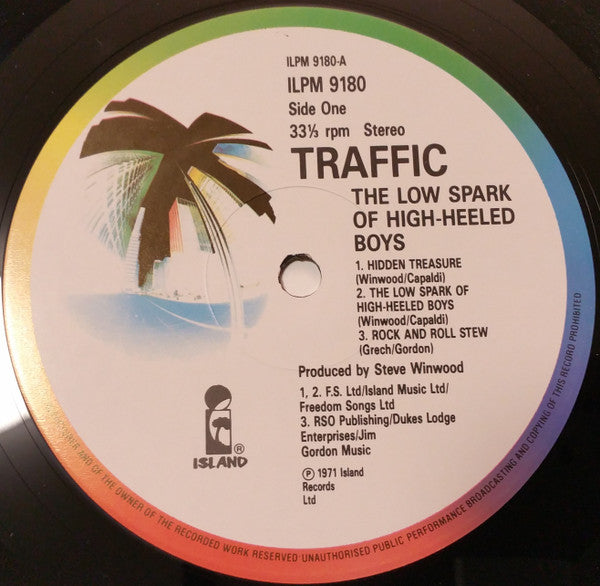 ILPM 9180-A
ILPM 9180
Side One
33⅓ rpm Stereo
TRAFFIC
THE LOW SPARK
OF HIGH-HEELED
BOYS
1. HIDDEN TREASURE
(Winwood/Capaldi)
2. THE LOW SPARK OF
HIGH-HEELED BOYS
(Winwood/Capaldi)
3. ROCK AND ROLL STEW
(Grech/Gordon)
Produced by Steve Winwood
1, 2. F.S. Ltd/Island Music Ltd/
Freedom Songs Ltd
3. RSO Publishing/Dukes Lodge
Enterprises/Jim
Gordon Music
℗ 1971 Island
Records
Ltd
i
®
ISLAND
AND OF THE OWNER OF THE RECORDED WORK RESERVED·UNAUTHORISED PUBLIC PERFORMANCE BROADCASTING AND COPYING OF THIS RECORD PROHIBITED